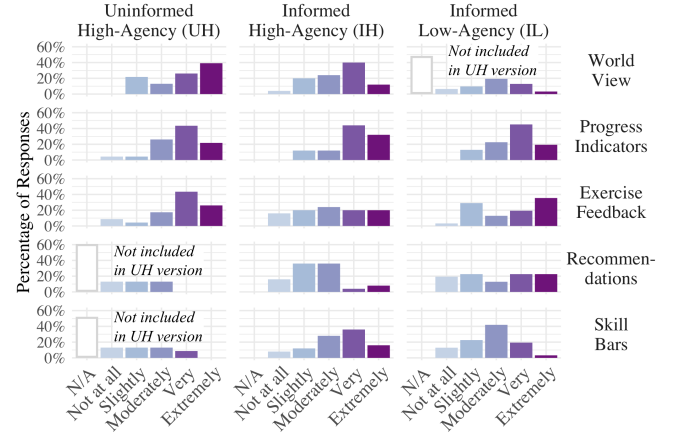 Uninformed
High-Agency (UH)
Informed
High-Agency (IH)
Informed
Low-Agency (IL)
Percentage of Responses
60%
40%
20%
0%
Not included
in UH version
World
View
60%
40%
20%
0%
Progress
Indicators
60%
40%
20%
0%
Exercise
Feedback
60%
40%
20%
0%
Not included
in UH version
Recommen-
dations
60%
40%
20%
0%
Not included
in UH version
Skill
Bars
N/A
Not at all
Slightly
Moderately
Very
Extremely
N/A
Not at all
Slightly
Moderately
Very
Extremely
N/A
Not at all
Slightly
Moderately
Very
Extremely